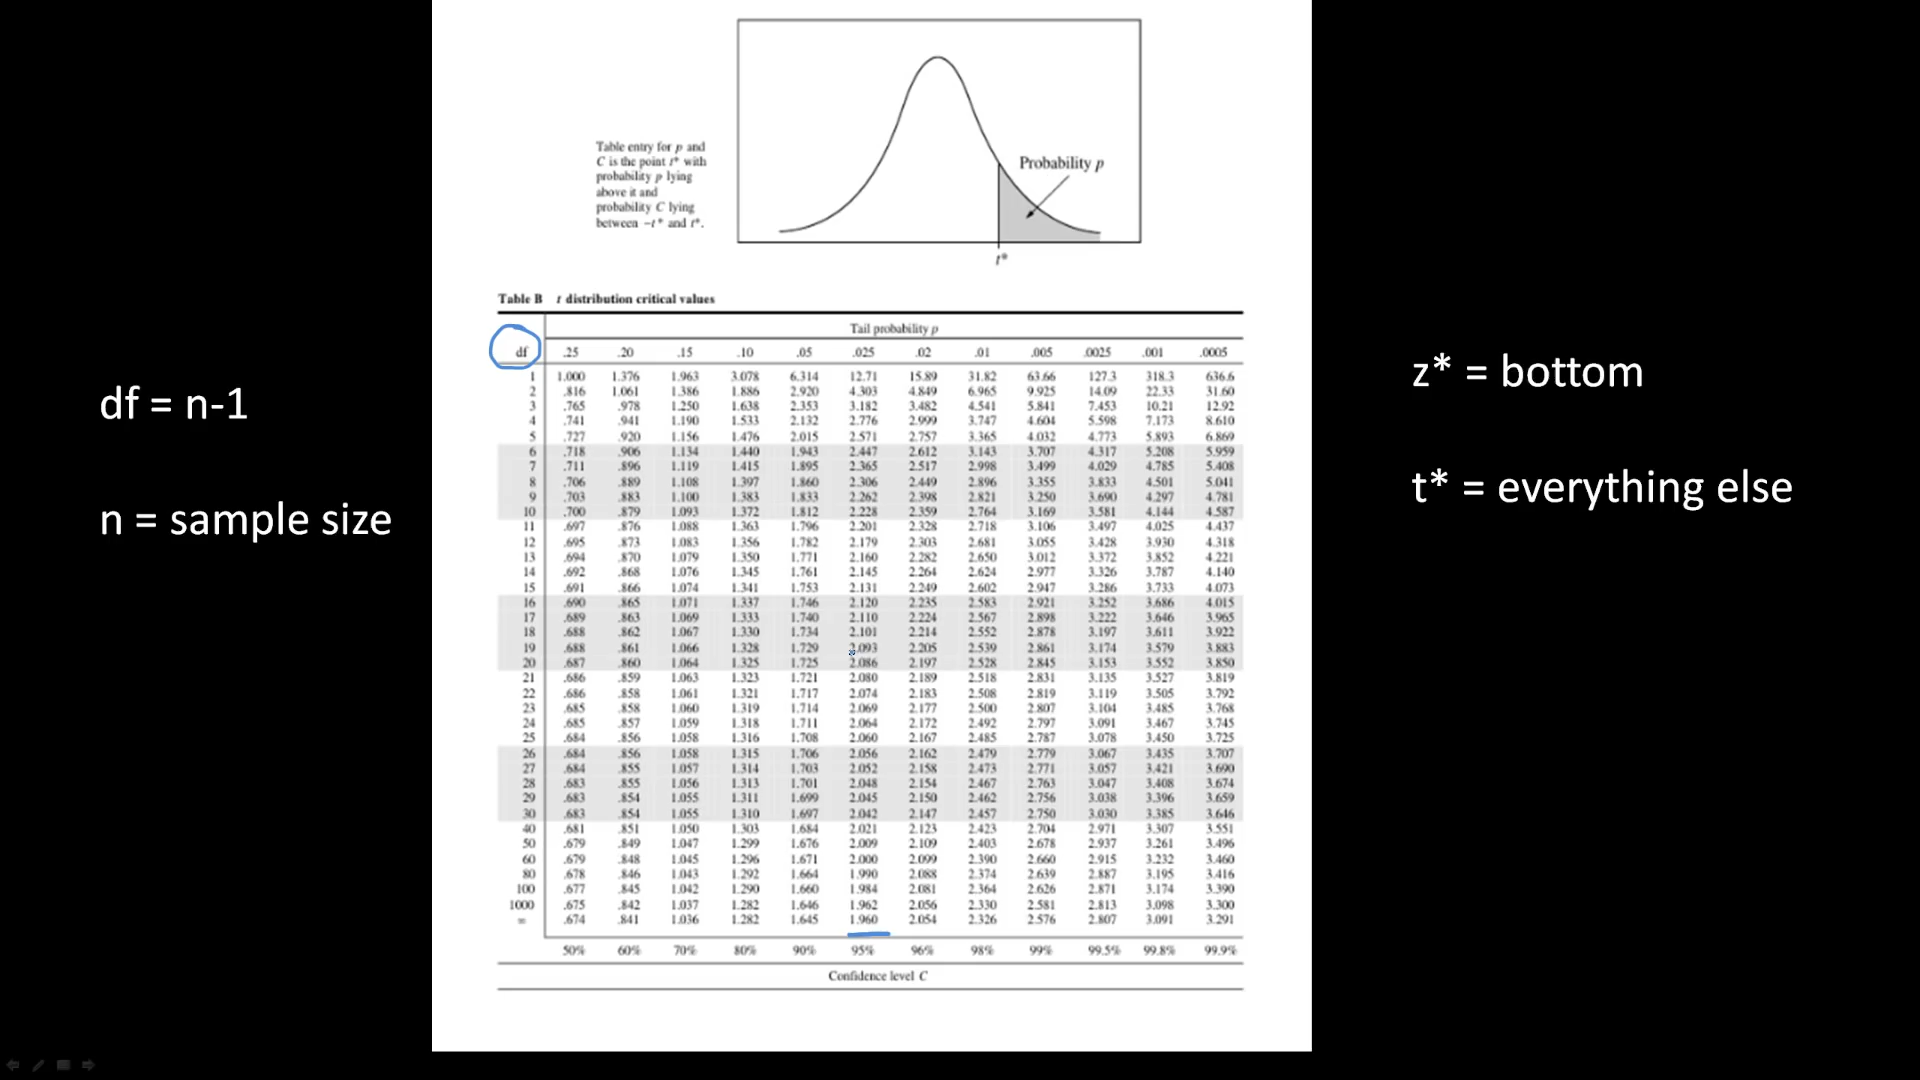 df = n-1
n = sample size
Table entry for p and
C is the point t* with
probability p lying
above it and
probability C lying
between −t* and t*.
Probability p
t*
Table B t distribution critical values
Tail probability p
df .25 .20 .15 .10 .05 .025 .02 .01 .005 .0025 .001 .0005
1 1.000 1.376 1.963 3.078 6.314 12.71 15.89 31.82 63.66 127.3 318.3 636.6
2 .816 1.061 1.386 1.886 2.920 4.303 4.849 6.965 9.925 14.09 22.33 31.60
3 .765 .978 1.250 1.638 2.353 3.182 3.482 4.541 5.841 7.453 10.21 12.92
4 .741 .941 1.190 1.533 2.132 2.776 2.999 3.747 4.604 5.598 7.173 8.610
5 .727 .920 1.156 1.476 2.015 2.571 2.757 3.365 4.032 4.773 5.893 6.869
6 .718 .906 1.134 1.440 1.943 2.447 2.612 3.143 3.707 4.317 5.208 5.959
7 .711 .896 1.119 1.415 1.895 2.365 2.517 2.998 3.499 4.029 4.785 5.408
8 .706 .889 1.108 1.397 1.860 2.306 2.449 2.896 3.355 3.833 4.501 5.041
9 .703 .883 1.100 1.383 1.833 2.262 2.398 2.821 3.250 3.690 4.297 4.781
10 .700 .879 1.093 1.372 1.812 2.228 2.359 2.764 3.169 3.581 4.144 4.587
11 .697 .876 1.088 1.363 1.796 2.201 2.328 2.718 3.106 3.497 4.025 4.437
12 .695 .873 1.083 1.356 1.782 2.179 2.303 2.681 3.055 3.428 3.930 4.318
13 .694 .870 1.079 1.350 1.771 2.160 2.282 2.650 3.012 3.372 3.852 4.221
14 .692 .868 1.076 1.345 1.761 2.145 2.264 2.624 2.977 3.326 3.787 4.140
15 .691 .866 1.074 1.341 1.753 2.131 2.249 2.602 2.947 3.286 3.733 4.073
16 .690 .865 1.071 1.337 1.746 2.120 2.235 2.583 2.921 3.252 3.686 4.015
17 .689 .863 1.069 1.333 1.740 2.110 2.224 2.567 2.898 3.222 3.646 3.965
18 .688 .862 1.067 1.330 1.734 2.101 2.214 2.552 2.878 3.197 3.611 3.922
19 .688 .861 1.066 1.328 1.729 2.093 2.205 2.539 2.861 3.174 3.579 3.883
20 .687 .860 1.064 1.325 1.725 2.086 2.197 2.528 2.845 3.153 3.552 3.850
21 .686 .859 1.063 1.323 1.721 2.080 2.189 2.518 2.831 3.135 3.527 3.819
22 .686 .858 1.061 1.321 1.717 2.074 2.183 2.508 2.819 3.119 3.505 3.792
23 .685 .858 1.060 1.319 1.714 2.069 2.177 2.500 2.807 3.104 3.485 3.768
24 .685 .857 1.059 1.318 1.711 2.064 2.172 2.492 2.797 3.091 3.467 3.745
25 .684 .856 1.058 1.316 1.708 2.060 2.167 2.485 2.787 3.078 3.450 3.725
26 .684 .856 1.058 1.315 1.706 2.056 2.162 2.479 2.779 3.067 3.435 3.707
27 .684 .855 1.057 1.314 1.703 2.052 2.158 2.473 2.771 3.057 3.421 3.690
28 .683 .855 1.056 1.313 1.701 2.048 2.154 2.467 2.763 3.047 3.408 3.674
29 .683 .854 1.055 1.311 1.699 2.045 2.150 2.462 2.756 3.038 3.396 3.659
30 .683 .854 1.055 1.310 1.697 2.042 2.147 2.457 2.750 3.030 3.385 3.646
40 .681 .851 1.050 1.303 1.684 2.021 2.123 2.423 2.704 2.971 3.307 3.551
50 .679 .849 1.047 1.299 1.676 2.009 2.109 2.403 2.678 2.937 3.261 3.496
60 .679 .848 1.045 1.296 1.671 2.000 2.099 2.390 2.660 2.915 3.232 3.460
80 .678 .846 1.043 1.292 1.664 1.990 2.088 2.374 2.639 2.887 3.195 3.416
100 .677 .845 1.042 1.290 1.660 1.984 2.081 2.364 2.626 2.871 3.174 3.390
1000 .675 .842 1.037 1.282 1.646 1.962 2.056 2.330 2.581 2.813 3.098 3.300
∞ .674 .841 1.036 1.282 1.645 1.960 2.054 2.326 2.576 2.807 3.091 3.291
50% 60% 70% 80% 90% 95% 96% 98% 99% 99.5% 99.8% 99.9%
Confidence level C
z* = bottom
t* = everything else